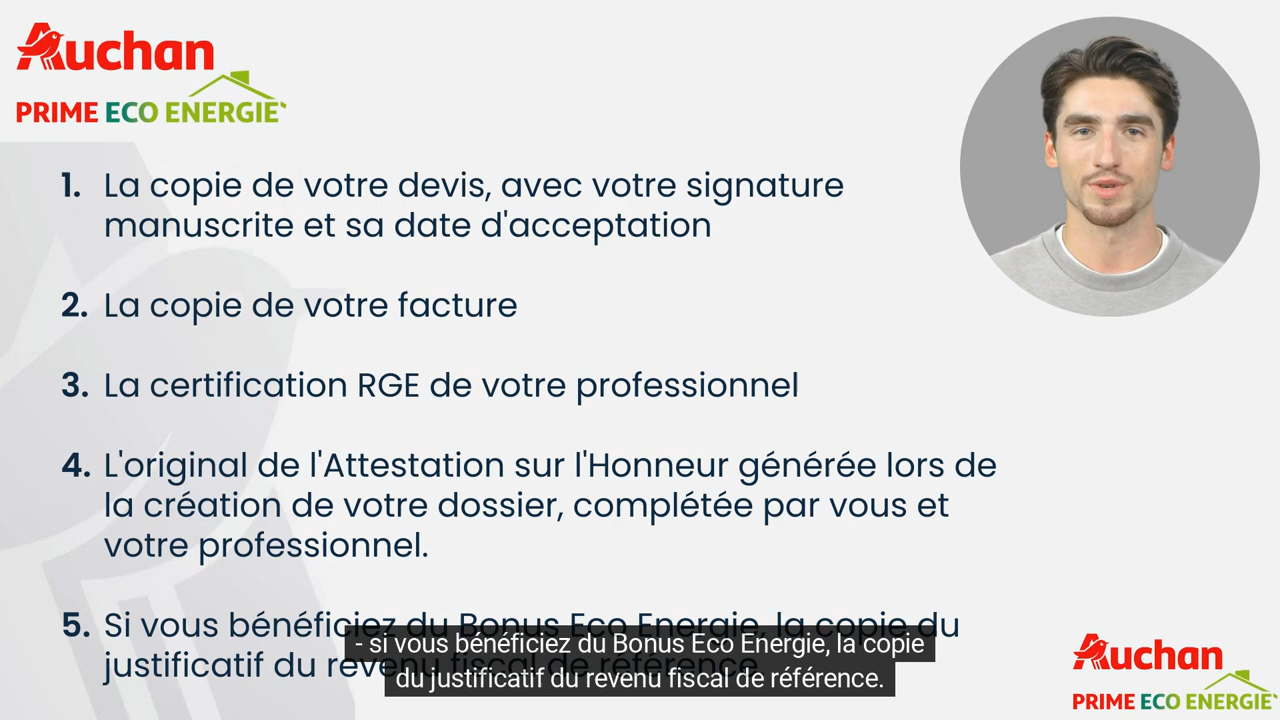 Auchan
PRIME ECO ENERGIE
1. La copie de votre devis, avec votre signature
manuscrite et sa date d'acceptation
2. La copie de votre facture
3. La certification RGE de votre professionnel
4. L'original de l'Attestation sur l'Honneur générée lors de
la création de votre dossier, complétée par vous et
votre professionnel.
5. Si vous bénéficiez du Bonus Eco Energie, la copie du
justificatif du revenu fiscal de référence
- si vous bénéficiez du Bonus Eco Energie, la copie
du justificatif du revenu fiscal de référence.
Auchan
PRIME ECO ENERGIE